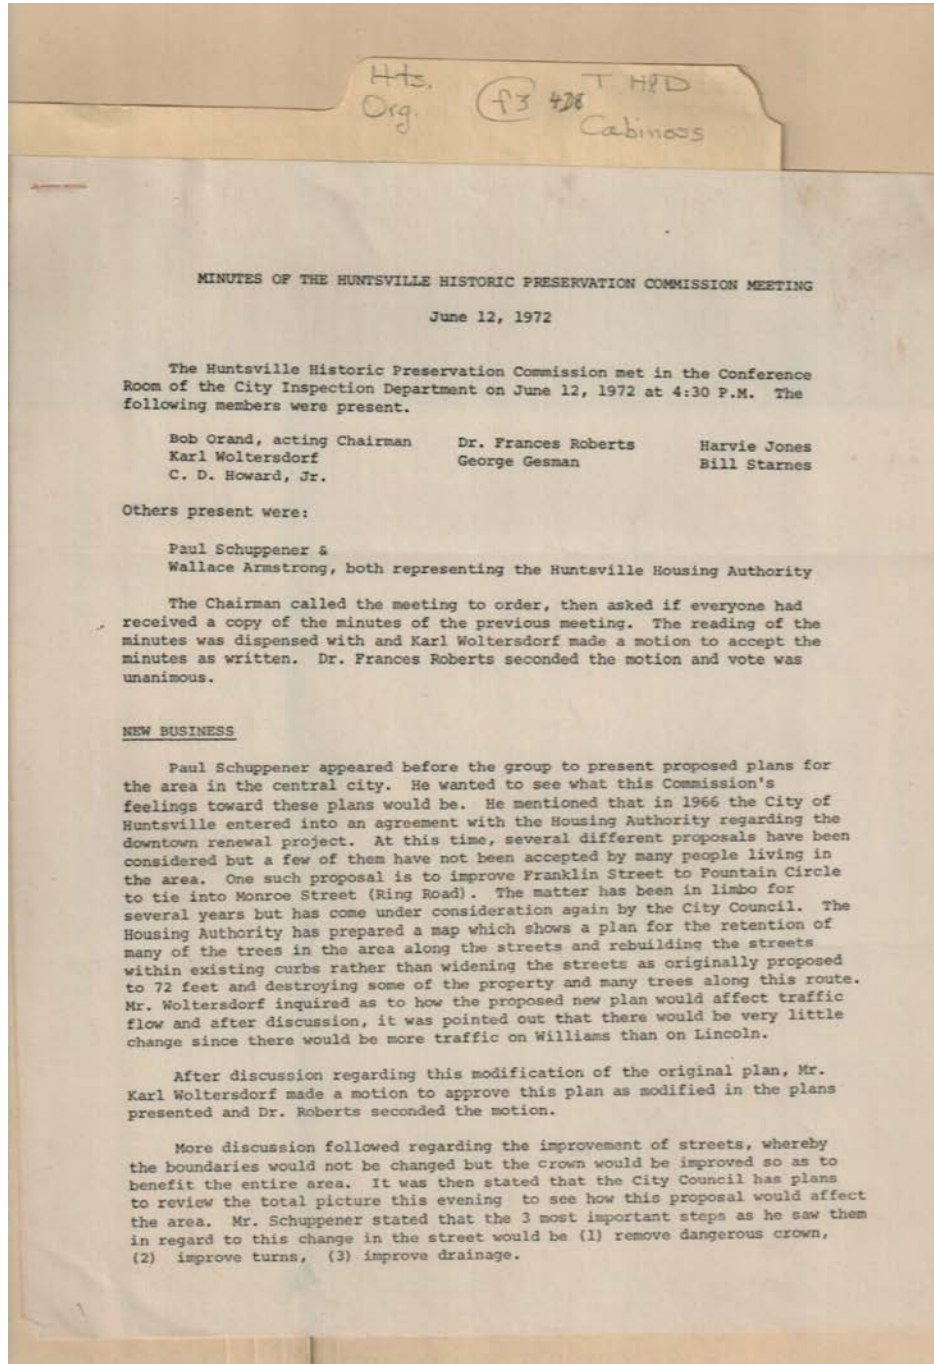 Hts. T HPD
Org. f3 428
Cabinoss
MINUTES OF THE HUNTSVILLE HISTORIC PRESERVATION COMMISSION MEETING
June 12, 1972
The Huntsville Historic Preservation Commission met in the Conference
Room of the City Inspection Department on June 12, 1972 at 4:30 P.M. The
following members were present.
Bob Orand, acting Chairman Dr. Frances Roberts Harvie Jones
Karl Woltersdorf George Gesman Bill Starnes
C. D. Howard, Jr.
Others present were:
Paul Schuppener &
Wallace Armstrong, both representing the Huntsville Housing Authority
The Chairman called the meeting to order, then asked if everyone had
received a copy of the minutes of the previous meeting. The reading of the
minutes was dispensed with and Karl Woltersdorf made a motion to accept the
minutes as written. Dr. Frances Roberts seconded the motion and vote was
unanimous.
NEW BUSINESS
Paul Schuppener appeared before the group to present proposed plans for
the area in the central city. He wanted to see what this Commission's
feelings toward these plans would be. He mentioned that in 1966 the City of
Huntsville entered into an agreement with the Housing Authority regarding the
downtown renewal project. At this time, several different proposals have been
considered but a few of them have not been accepted by many people living in
the area. One such proposal is to improve Franklin Street to Fountain Circle
to tie into Monroe Street (Ring Road). The matter has been in limbo for
several years but has come under consideration again by the City Council. The
Housing Authority has prepared a map which shows a plan for the retention of
many of the trees in the area along the streets and rebuilding the streets
within existing curbs rather than widening the streets as originally proposed
to 72 feet and destroying some of the property and many trees along this route.
Mr. Woltersdorf inquired as to how the proposed new plan would affect traffic
flow and after discussion, it was pointed out that there would be very little
change since there would be more traffic on Williams than on Lincoln.
After discussion regarding this modification of the original plan, Mr.
Karl Woltersdorf made a motion to approve this plan as modified in the plans
presented and Dr. Roberts seconded the motion.
More discussion followed regarding the improvement of streets, whereby
the boundaries would not be changed but the crown would be improved so as to
benefit the entire area. It was then stated that the City Council has plans
to review the total picture this evening to see how this proposal would affect
the area. Mr. Schuppener stated that the 3 most important steps as he saw them
in regard to this change in the street would be (1) remove dangerous crown,
(2) improve turns, (3) improve drainage.